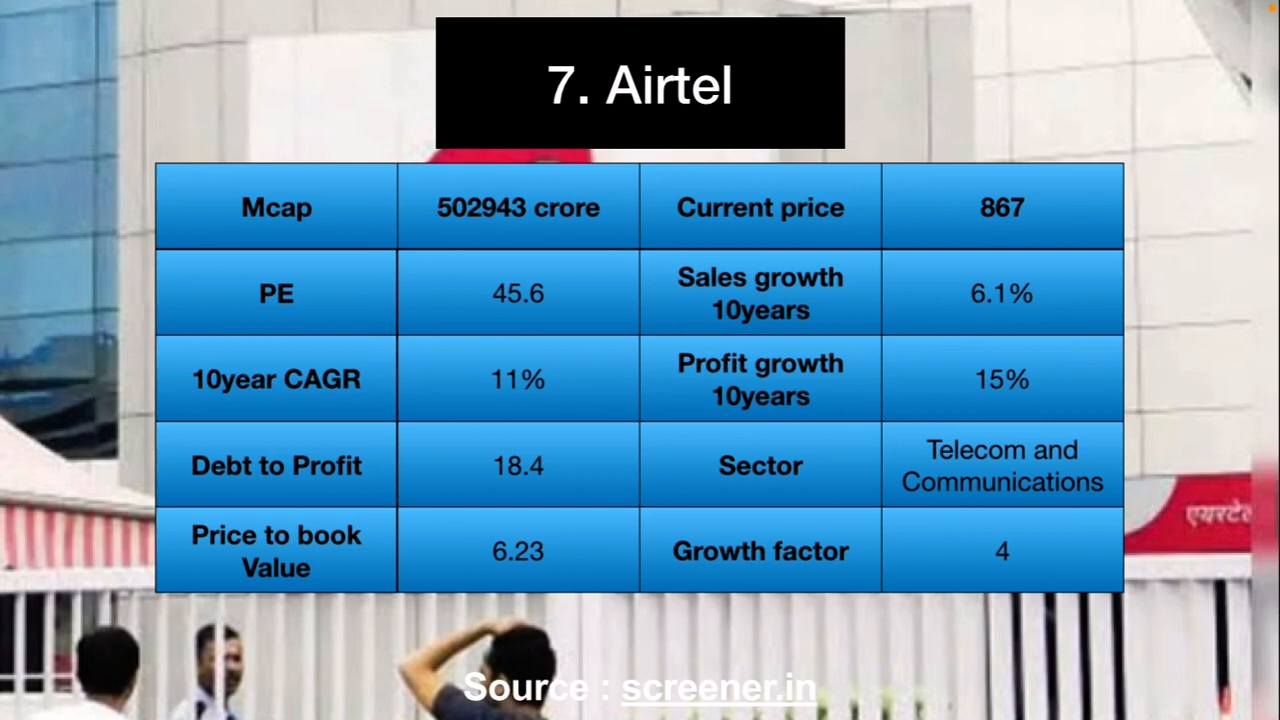 7. Airtel
Mcap
502943 crore
Current price
867
PE
45.6
Sales growth
10years
6.1%
10year CAGR
11%
Profit growth
10years
15%
Debt to Profit
18.4
Sector
Telecom and
Communications
Price to book
Value
6.23
Growth factor
4
एयरटे
Source : screener.in